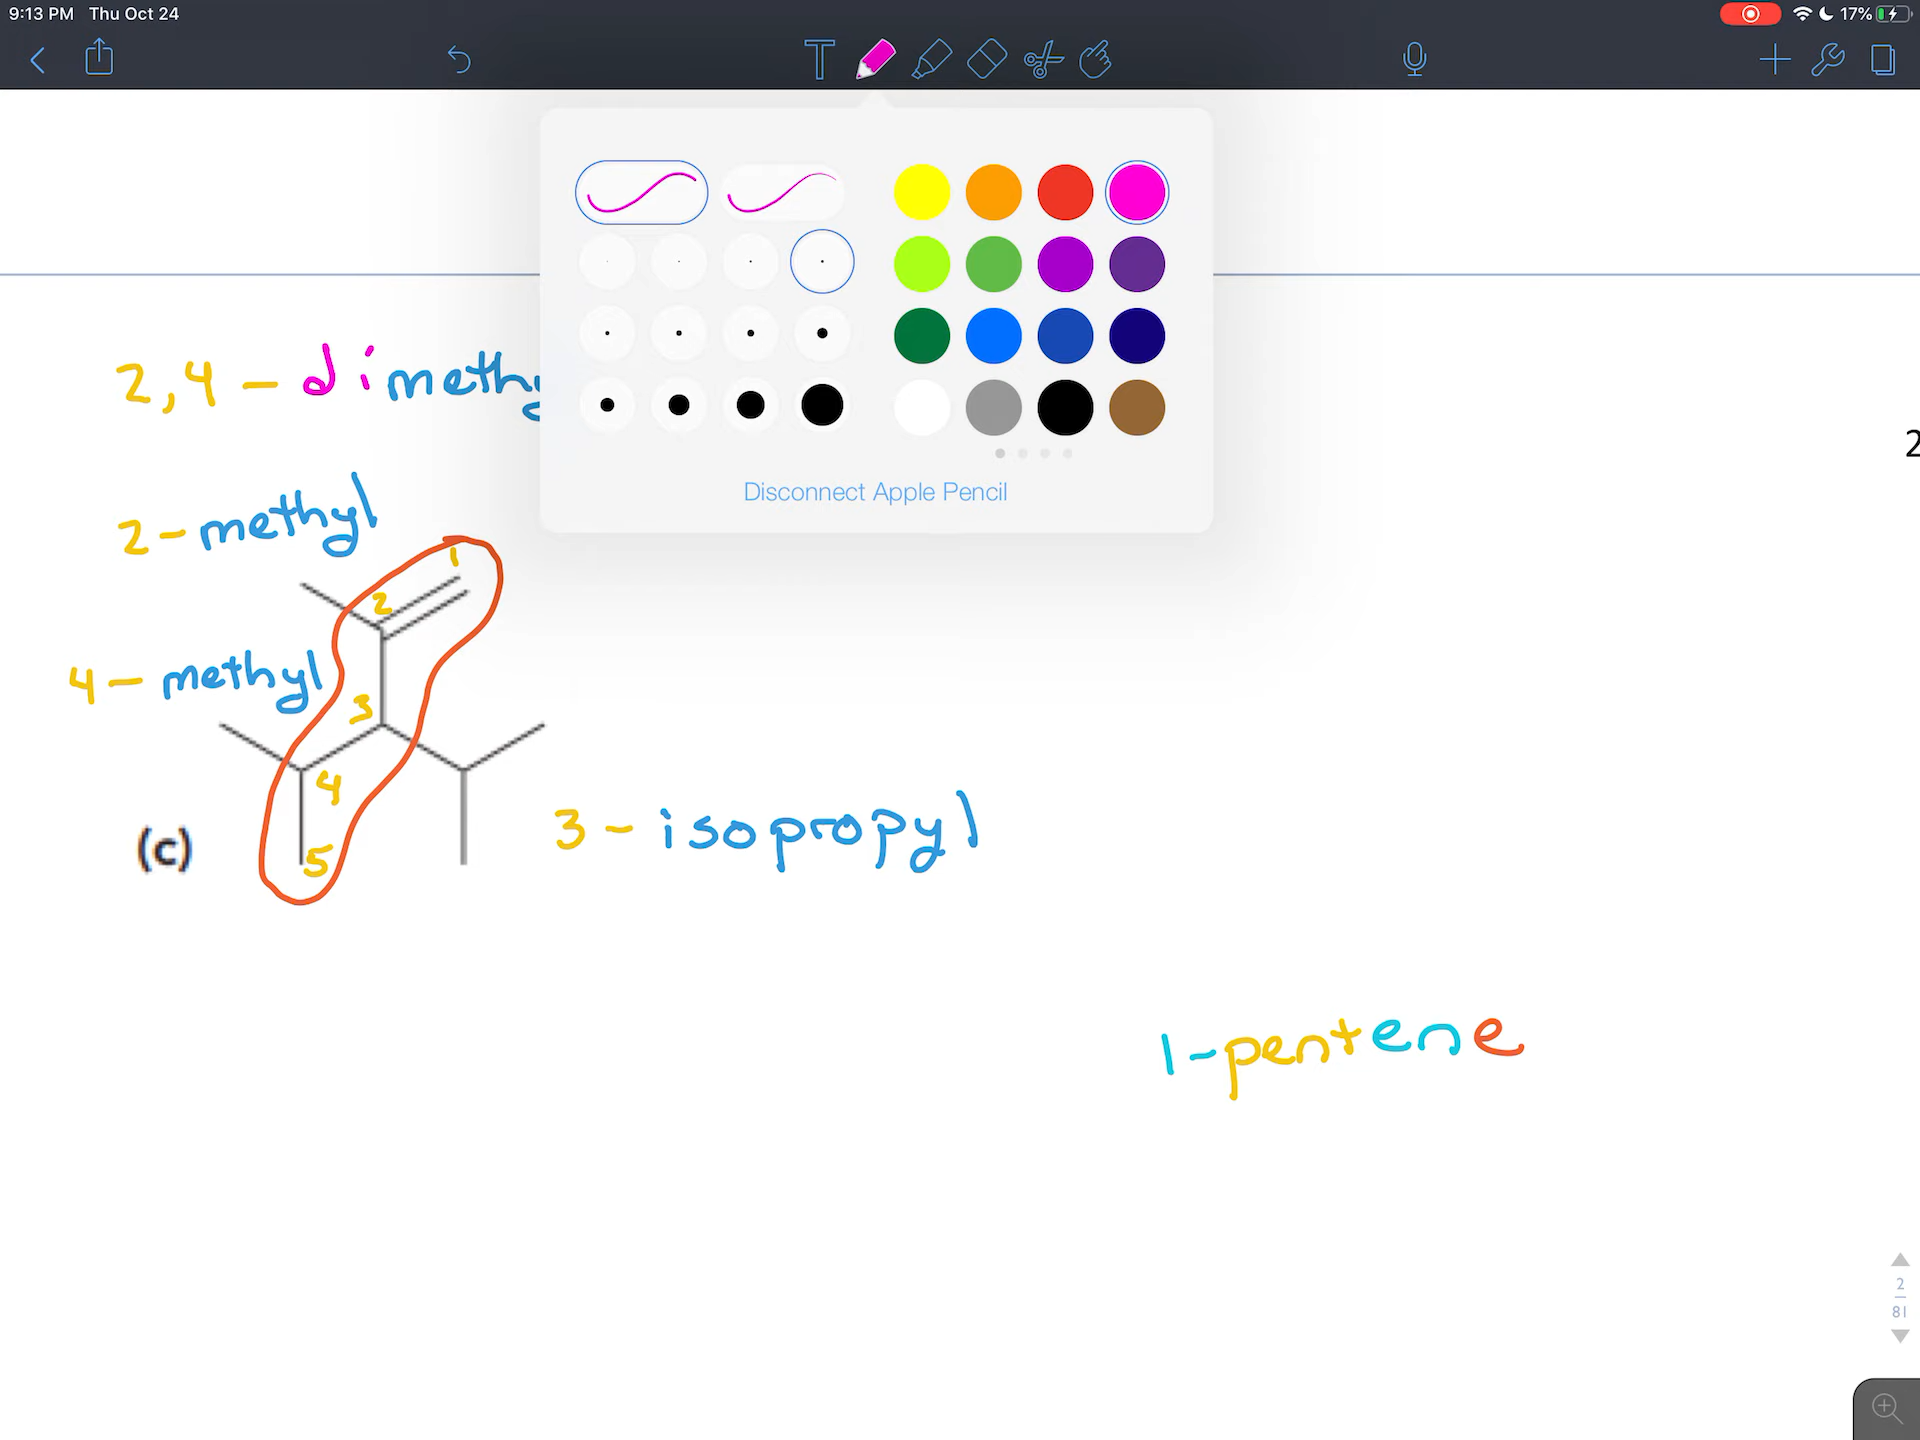 9:13 PM Thu Oct 24
17%
T
Disconnect Apple Pencil
2,4 - dimethy
2
2 - methyl
1
2
4 - methyl
3
4
5
(c)
3 - isopropyl
1-pentene
2
81